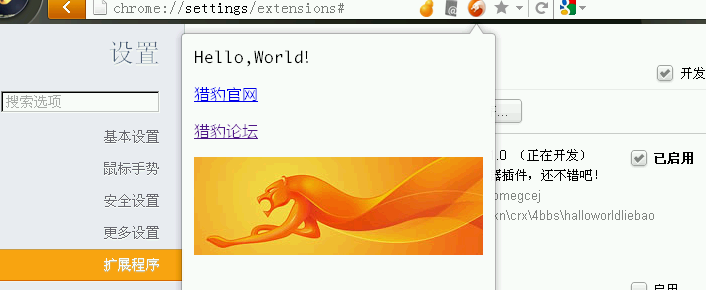 chrome://settings/extensions#
设置
搜索选项
基本设置
鼠标手势
安全设置
更多设置
扩展程序
Hello,World!
猎豹官网
猎豹论坛
开发
...
.0 （正在开发）
插件，还不错吧！
omegcej
kn\crx\4bbs\halloworldliebao
已启用
启用